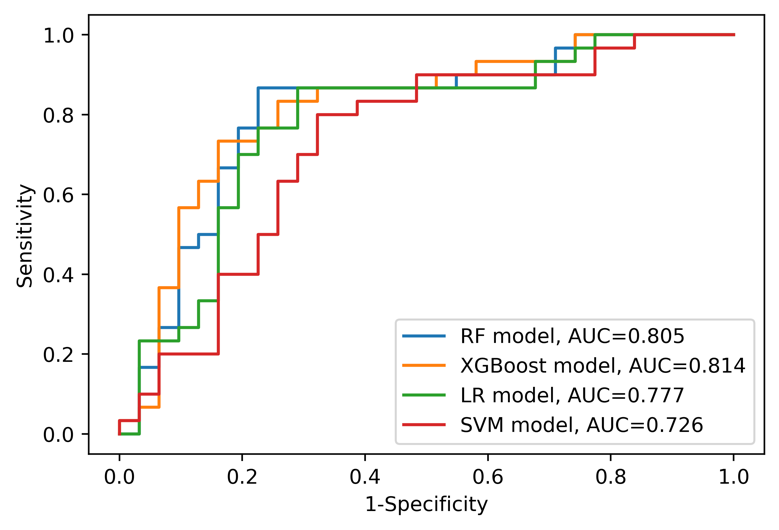 1.0
0.8
0.6
0.4
0.2
0.0
Sensitivity
RF model, AUC=0.805
XGBoost model, AUC=0.814
LR model, AUC=0.777
SVM model, AUC=0.726
0.0 0.2 0.4 0.6 0.8 1.0
1-Specificity